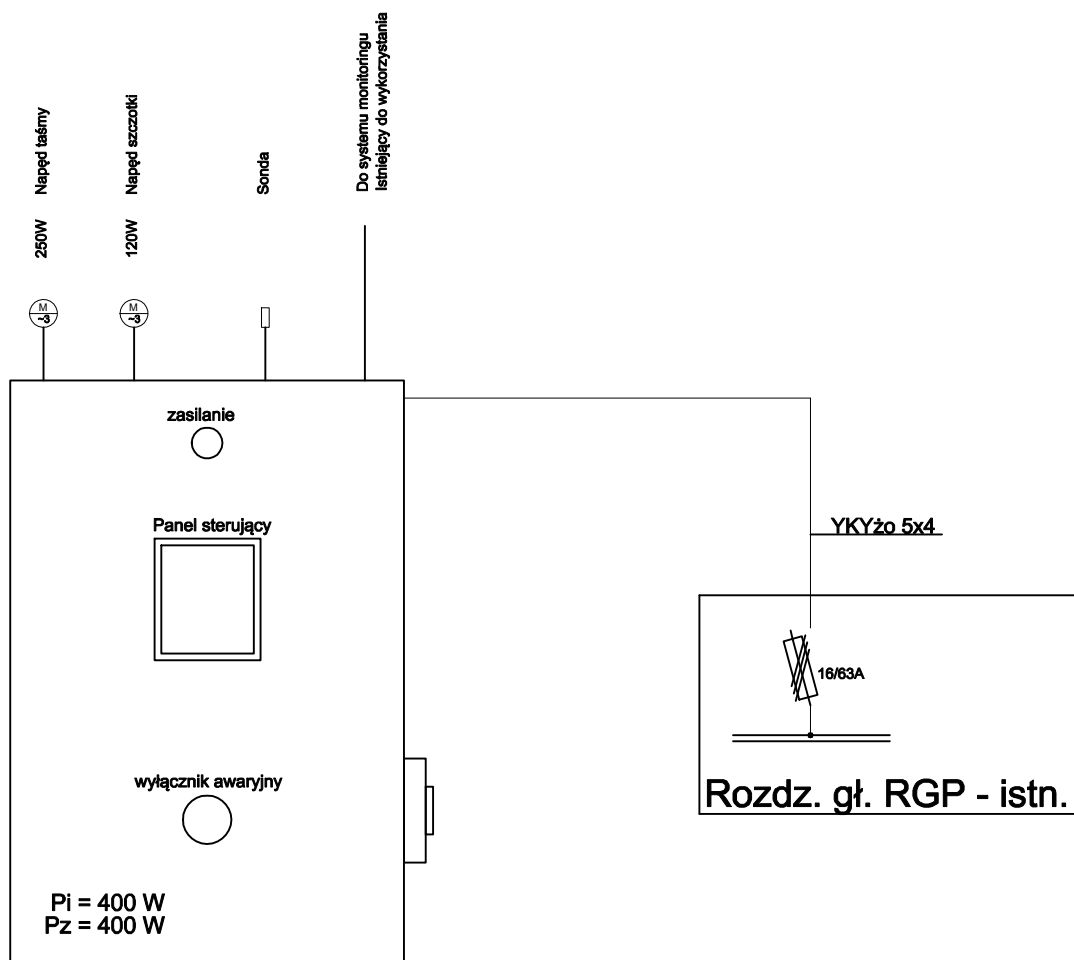 250W Napęd taśmy
120W Napęd szczotki
Sonda
Do systemu monitoringu
Istniejący do wykorzystania
M
~3
M
~3
zasilanie
Panel sterujący
YKYżo 5x4
16/63A
wyłącznik awaryjny
Rozdz. gł. RGP - istn.
Pi = 400 W
Pz = 400 W